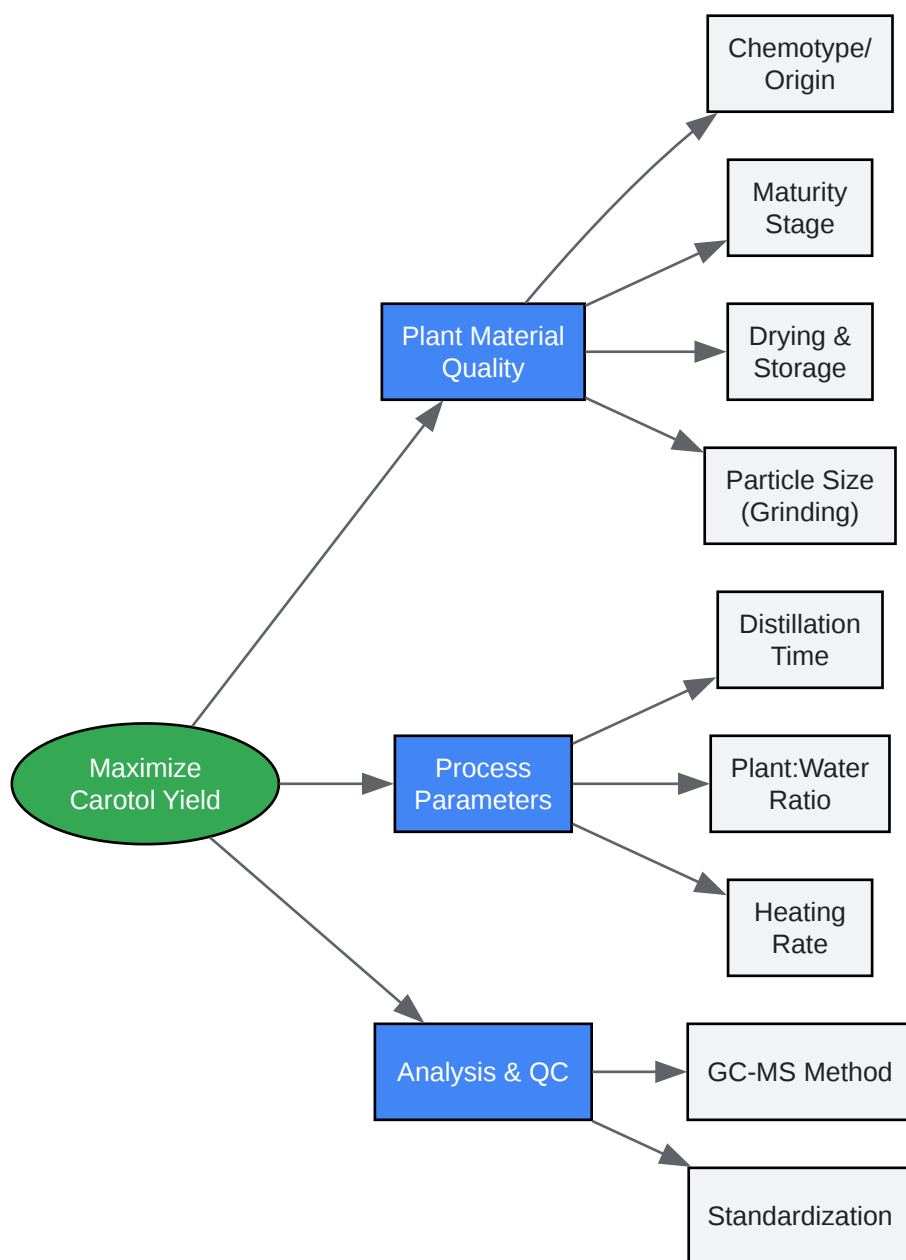 Chemotype/
Origin
Maturity
Stage
Plant Material
Quality
Drying &
Storage
Particle Size
(Grinding)
Distillation
Time
Maximize
Carotol Yield
Process
Parameters
Plant:Water
Ratio
Heating
Rate
Analysis & QC
GC-MS Method
Standardization